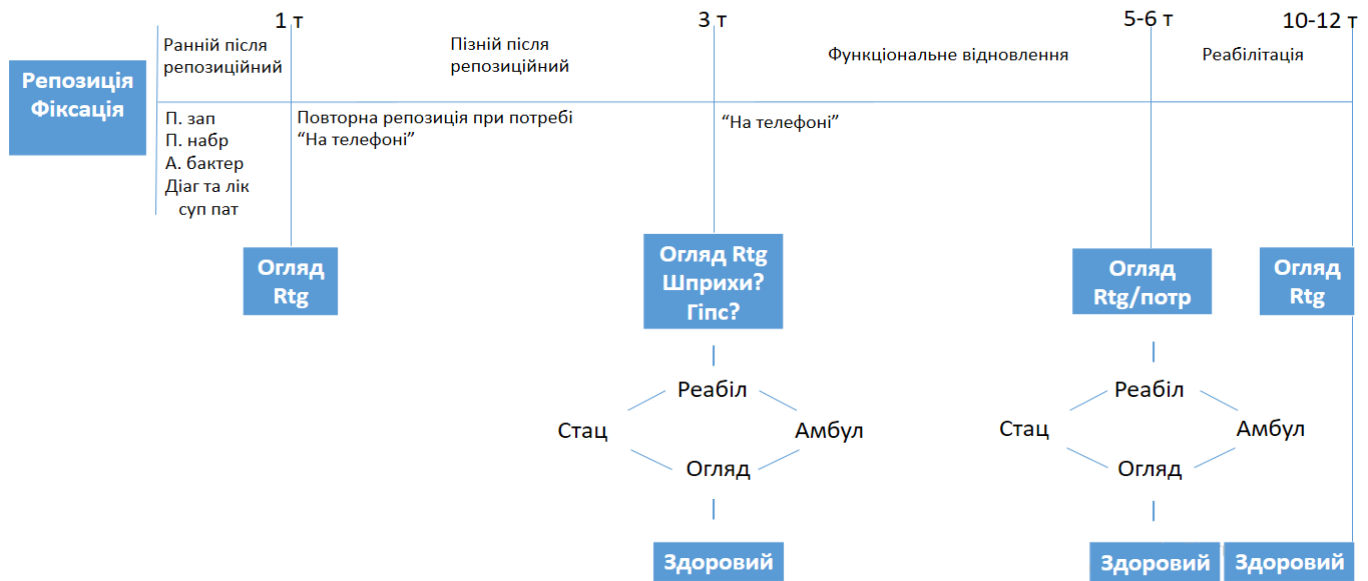 1 т
3 т
5-6 т
10-12 т
Ранній після
репозиційний
Пізній після
репозиційний
Функціональне відновлення
Реабілітація
Репозиція
Фіксація
П. зап
П. набр
А. бактер
Діаг та лік
суп пат
Повторна репозиція при потребі
“На телефоні”
“На телефоні”
Огляд
Rtg
Огляд Rtg
Шприхи?
Гіпс?
Огляд
Rtg/потр
Огляд
Rtg
Реабіл
Стац
Амбул
Огляд
Здоровий
Реабіл
Стац
Амбул
Огляд
Здоровий
Здоровий